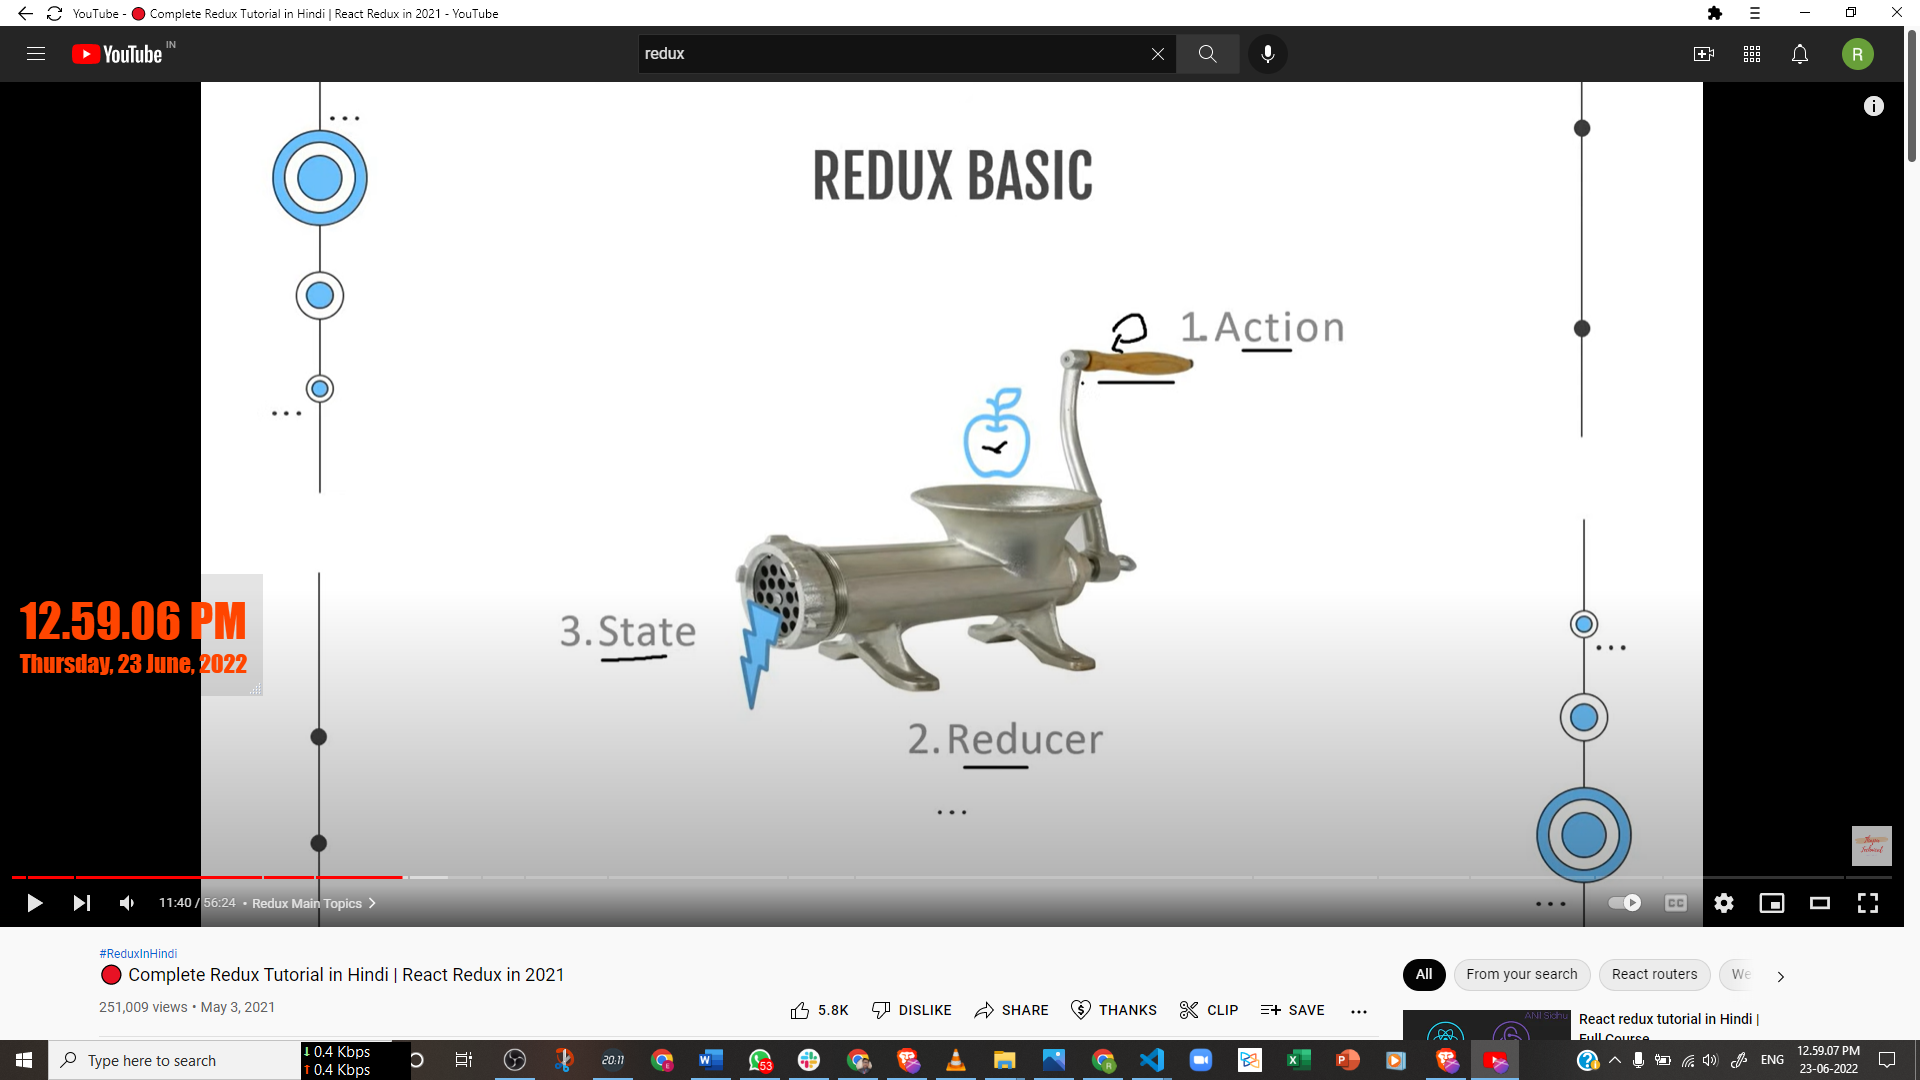 YouTube - 🔴 Complete Redux Tutorial in Hindi | React Redux in 2021 - YouTube
YouTube IN
redux
R
REDUX BASIC
1.Action
12.59.06 PM
Thursday, 23 June, 2022
3.State
2.Reducer
11:40 / 56:24 • Redux Main Topics
CC
#ReduxInHindi
🔴 Complete Redux Tutorial in Hindi | React Redux in 2021
251,009 views • May 3, 2021
5.8K DISLIKE SHARE THANKS CLIP SAVE
All From your search React routers We
ANil Sidhu
React redux tutorial in Hindi |
Full Course
Type here to search
0.4 Kbps
0.4 Kbps
20:11
53
ENG
12.59.07 PM
23-06-2022